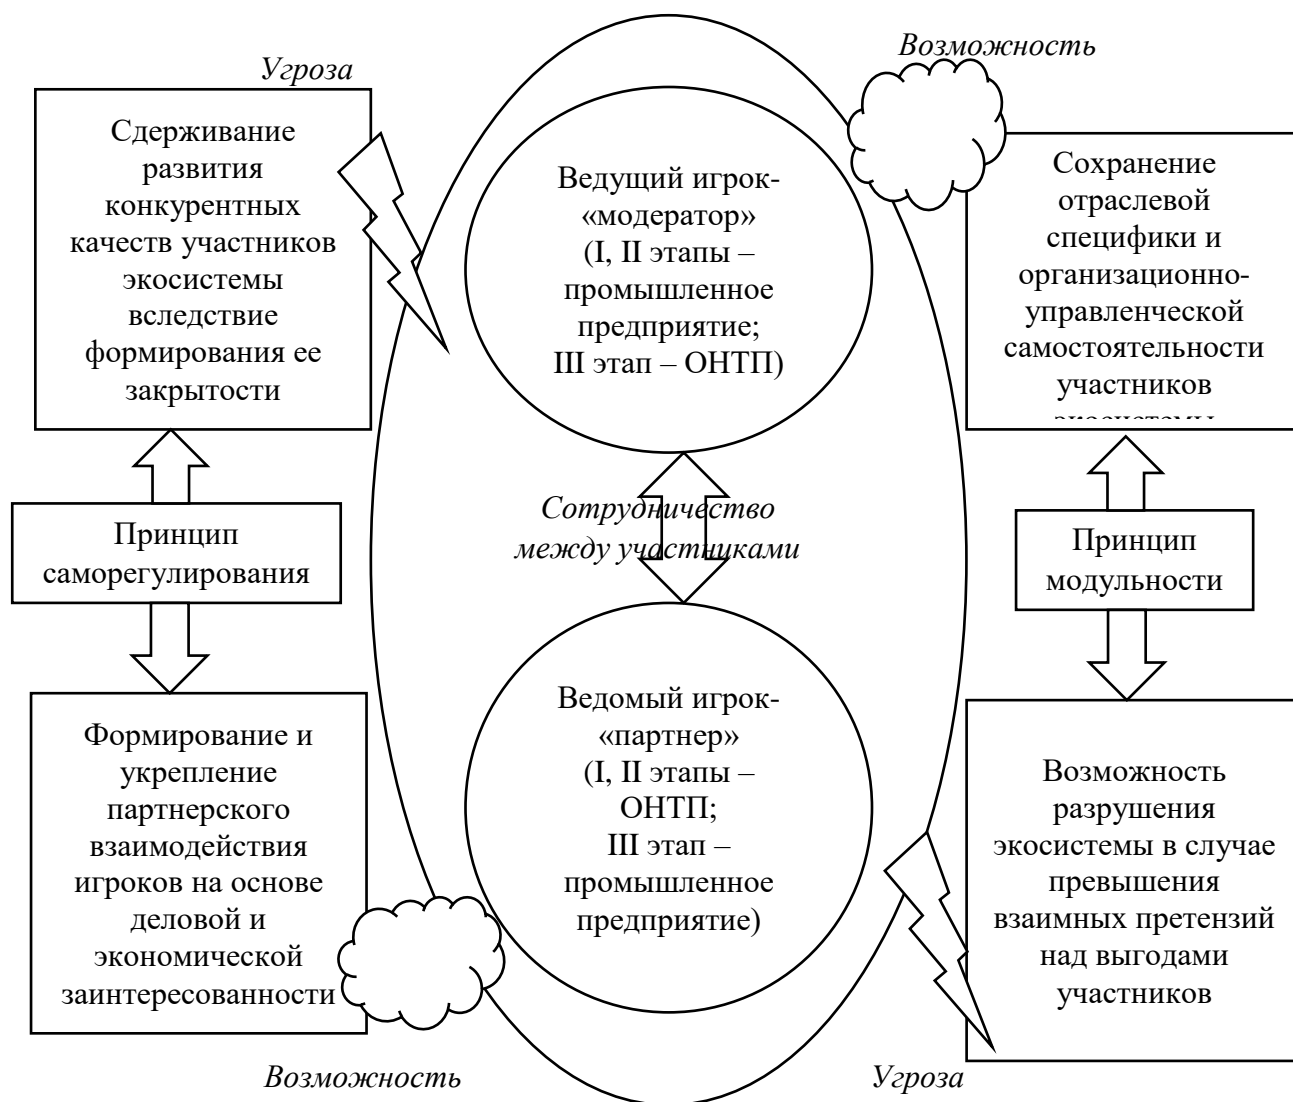 Угроза
Возможность
Сдерживание
развития
конкурентных
качеств участников
экосистемы
вследствие
формирования ее
закрытости
Ведущий игрок-
«модератор»
(I, II этапы –
промышленное
предприятие;
III этап – ОНТП)
Сохранение
отраслевой
специфики и
организационно-
управленческой
самостоятельности
участников
экосистемы
Принцип
саморегулирования
Сотрудничество
между участниками
Принцип
модульности
Формирование и
укрепление
партнерского
взаимодействия
игроков на основе
деловой и
экономической
заинтересованности
Ведомый игрок-
«партнер»
(I, II этапы –
ОНТП;
III этап –
промышленное
предприятие)
Возможность
разрушения
экосистемы в случае
превышения
взаимных претензий
над выгодами
участников
Возможность
Угроза